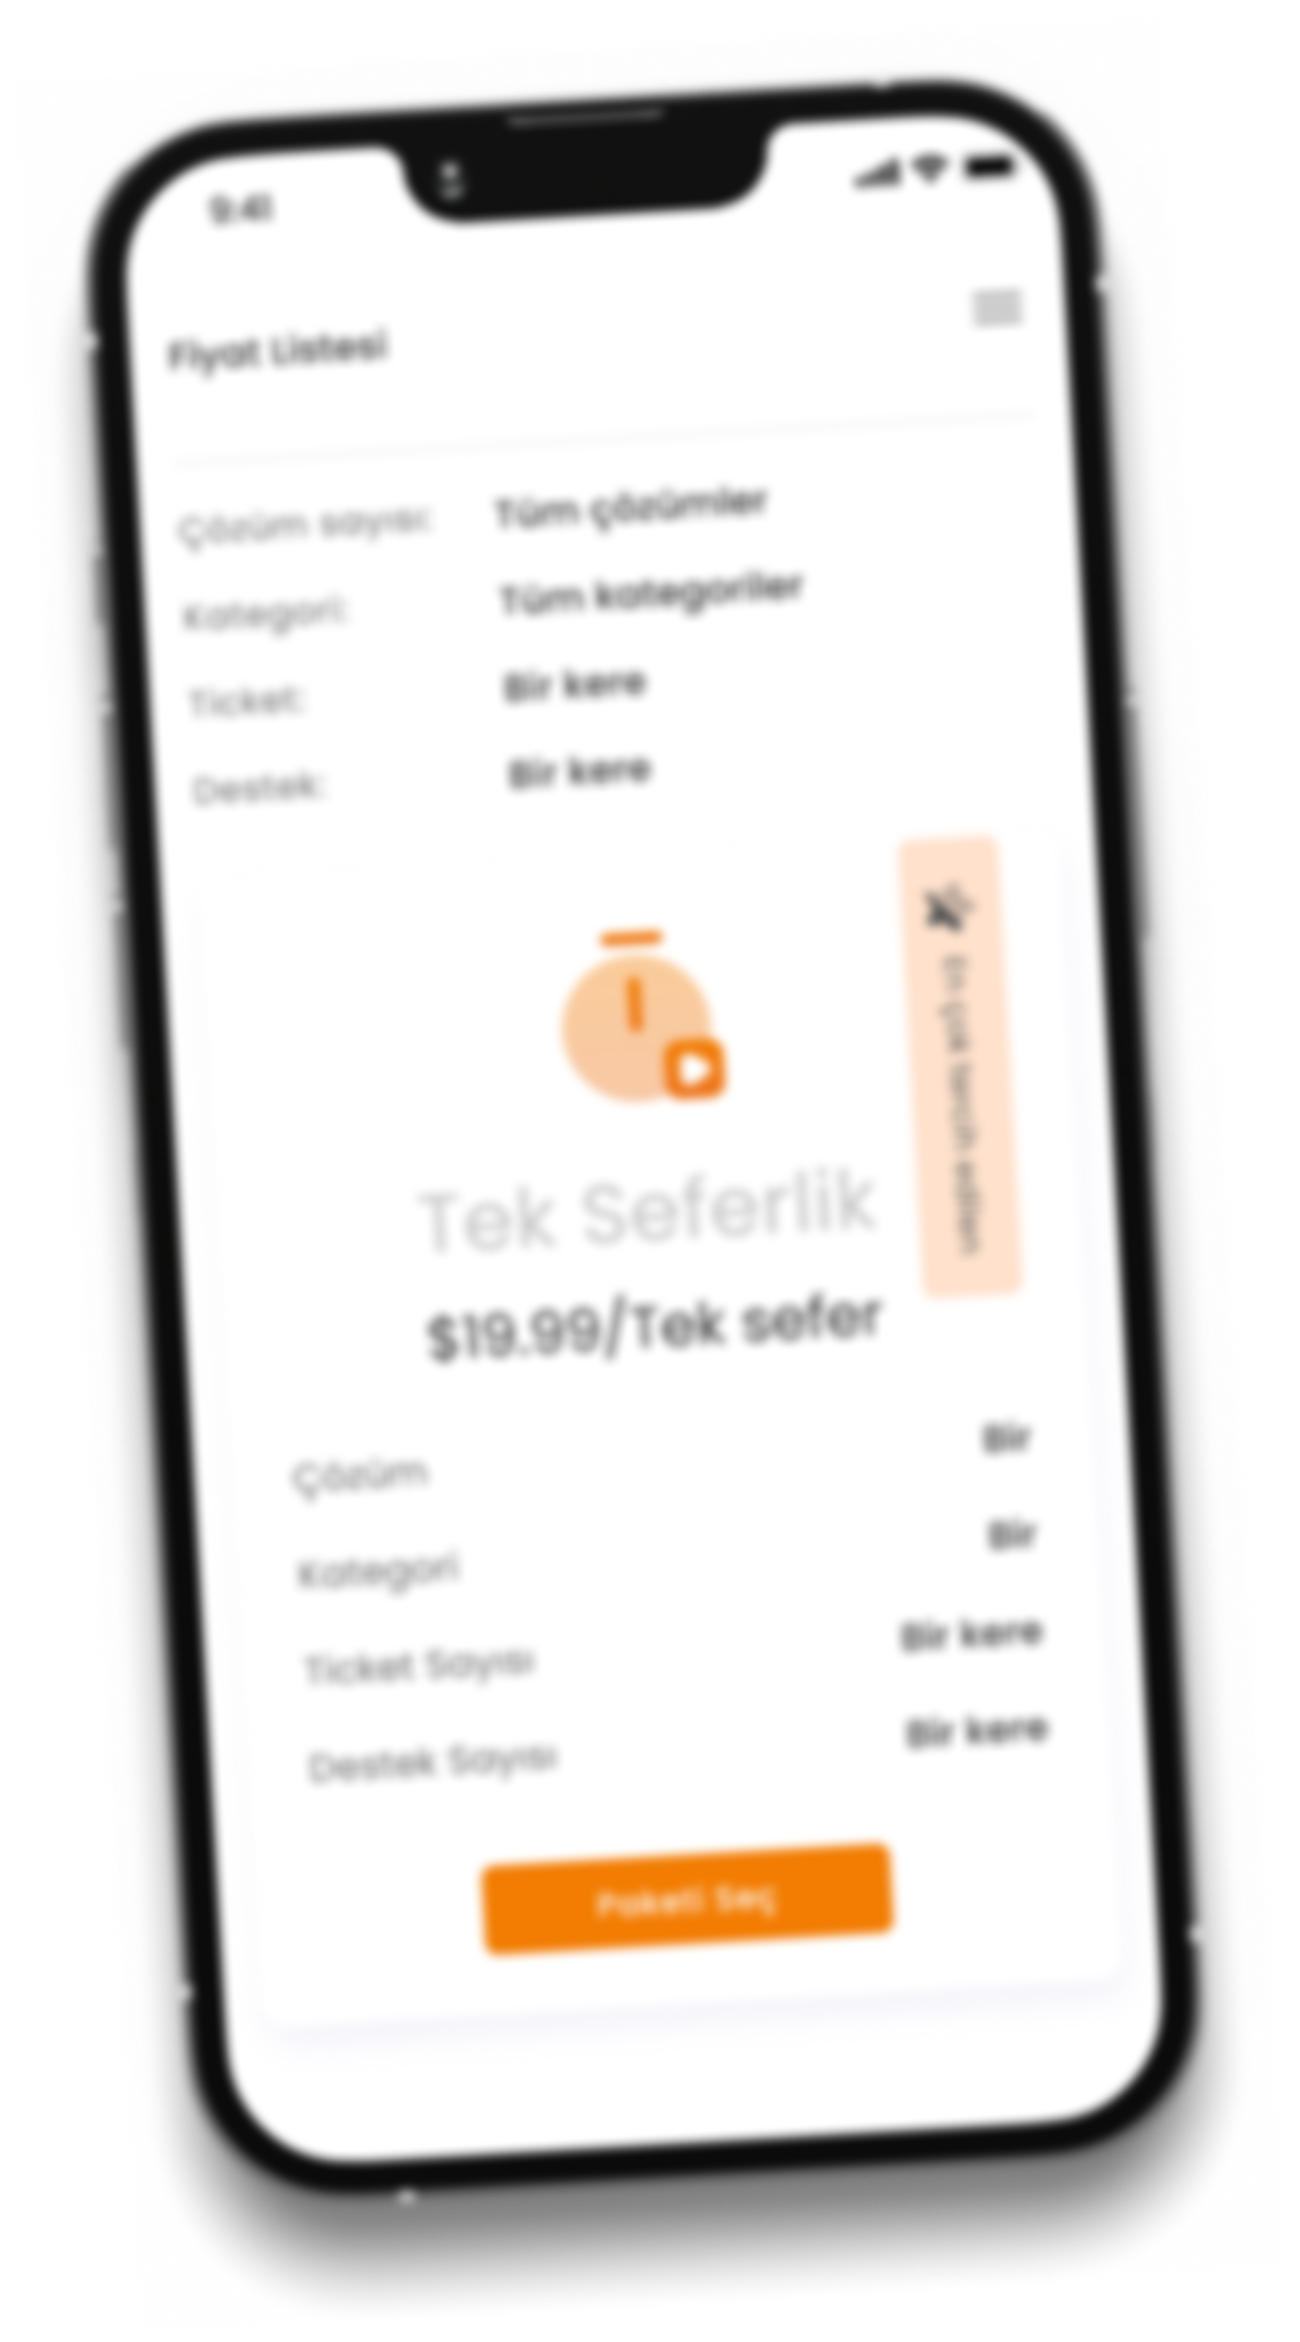 9:41
Fiyat Listesi
Çözüm sayısı: Tüm çözümler
Kategori: Tüm kategoriler
Ticket: Bir kere
Destek: Bir kere
En çok tercih edilen
Tek Seferlik
$19.99/Tek sefer
Çözüm Bir
Kategori Bir
Ticket Sayısı Bir kere
Destek Sayısı Bir kere
Paketi Seç